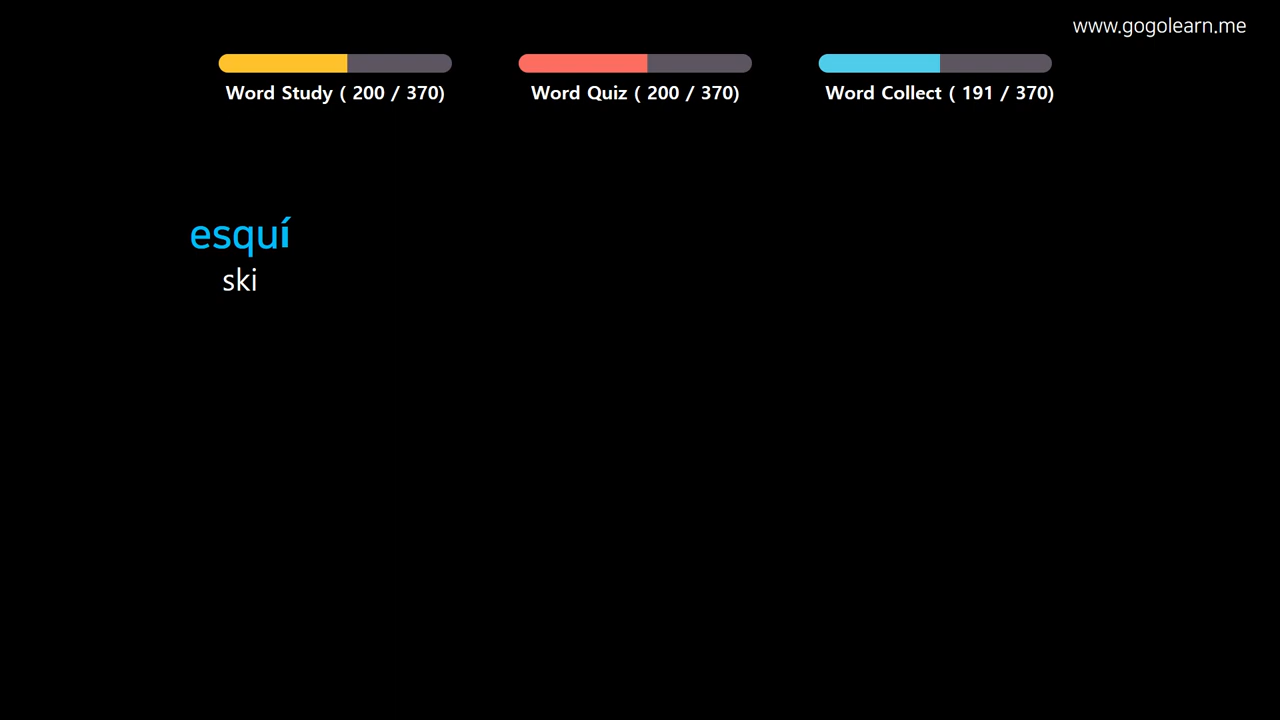 www.gogolearn.me
Word Study ( 200 / 370)
Word Quiz ( 200 / 370)
Word Collect ( 191 / 370)
esquí
ski